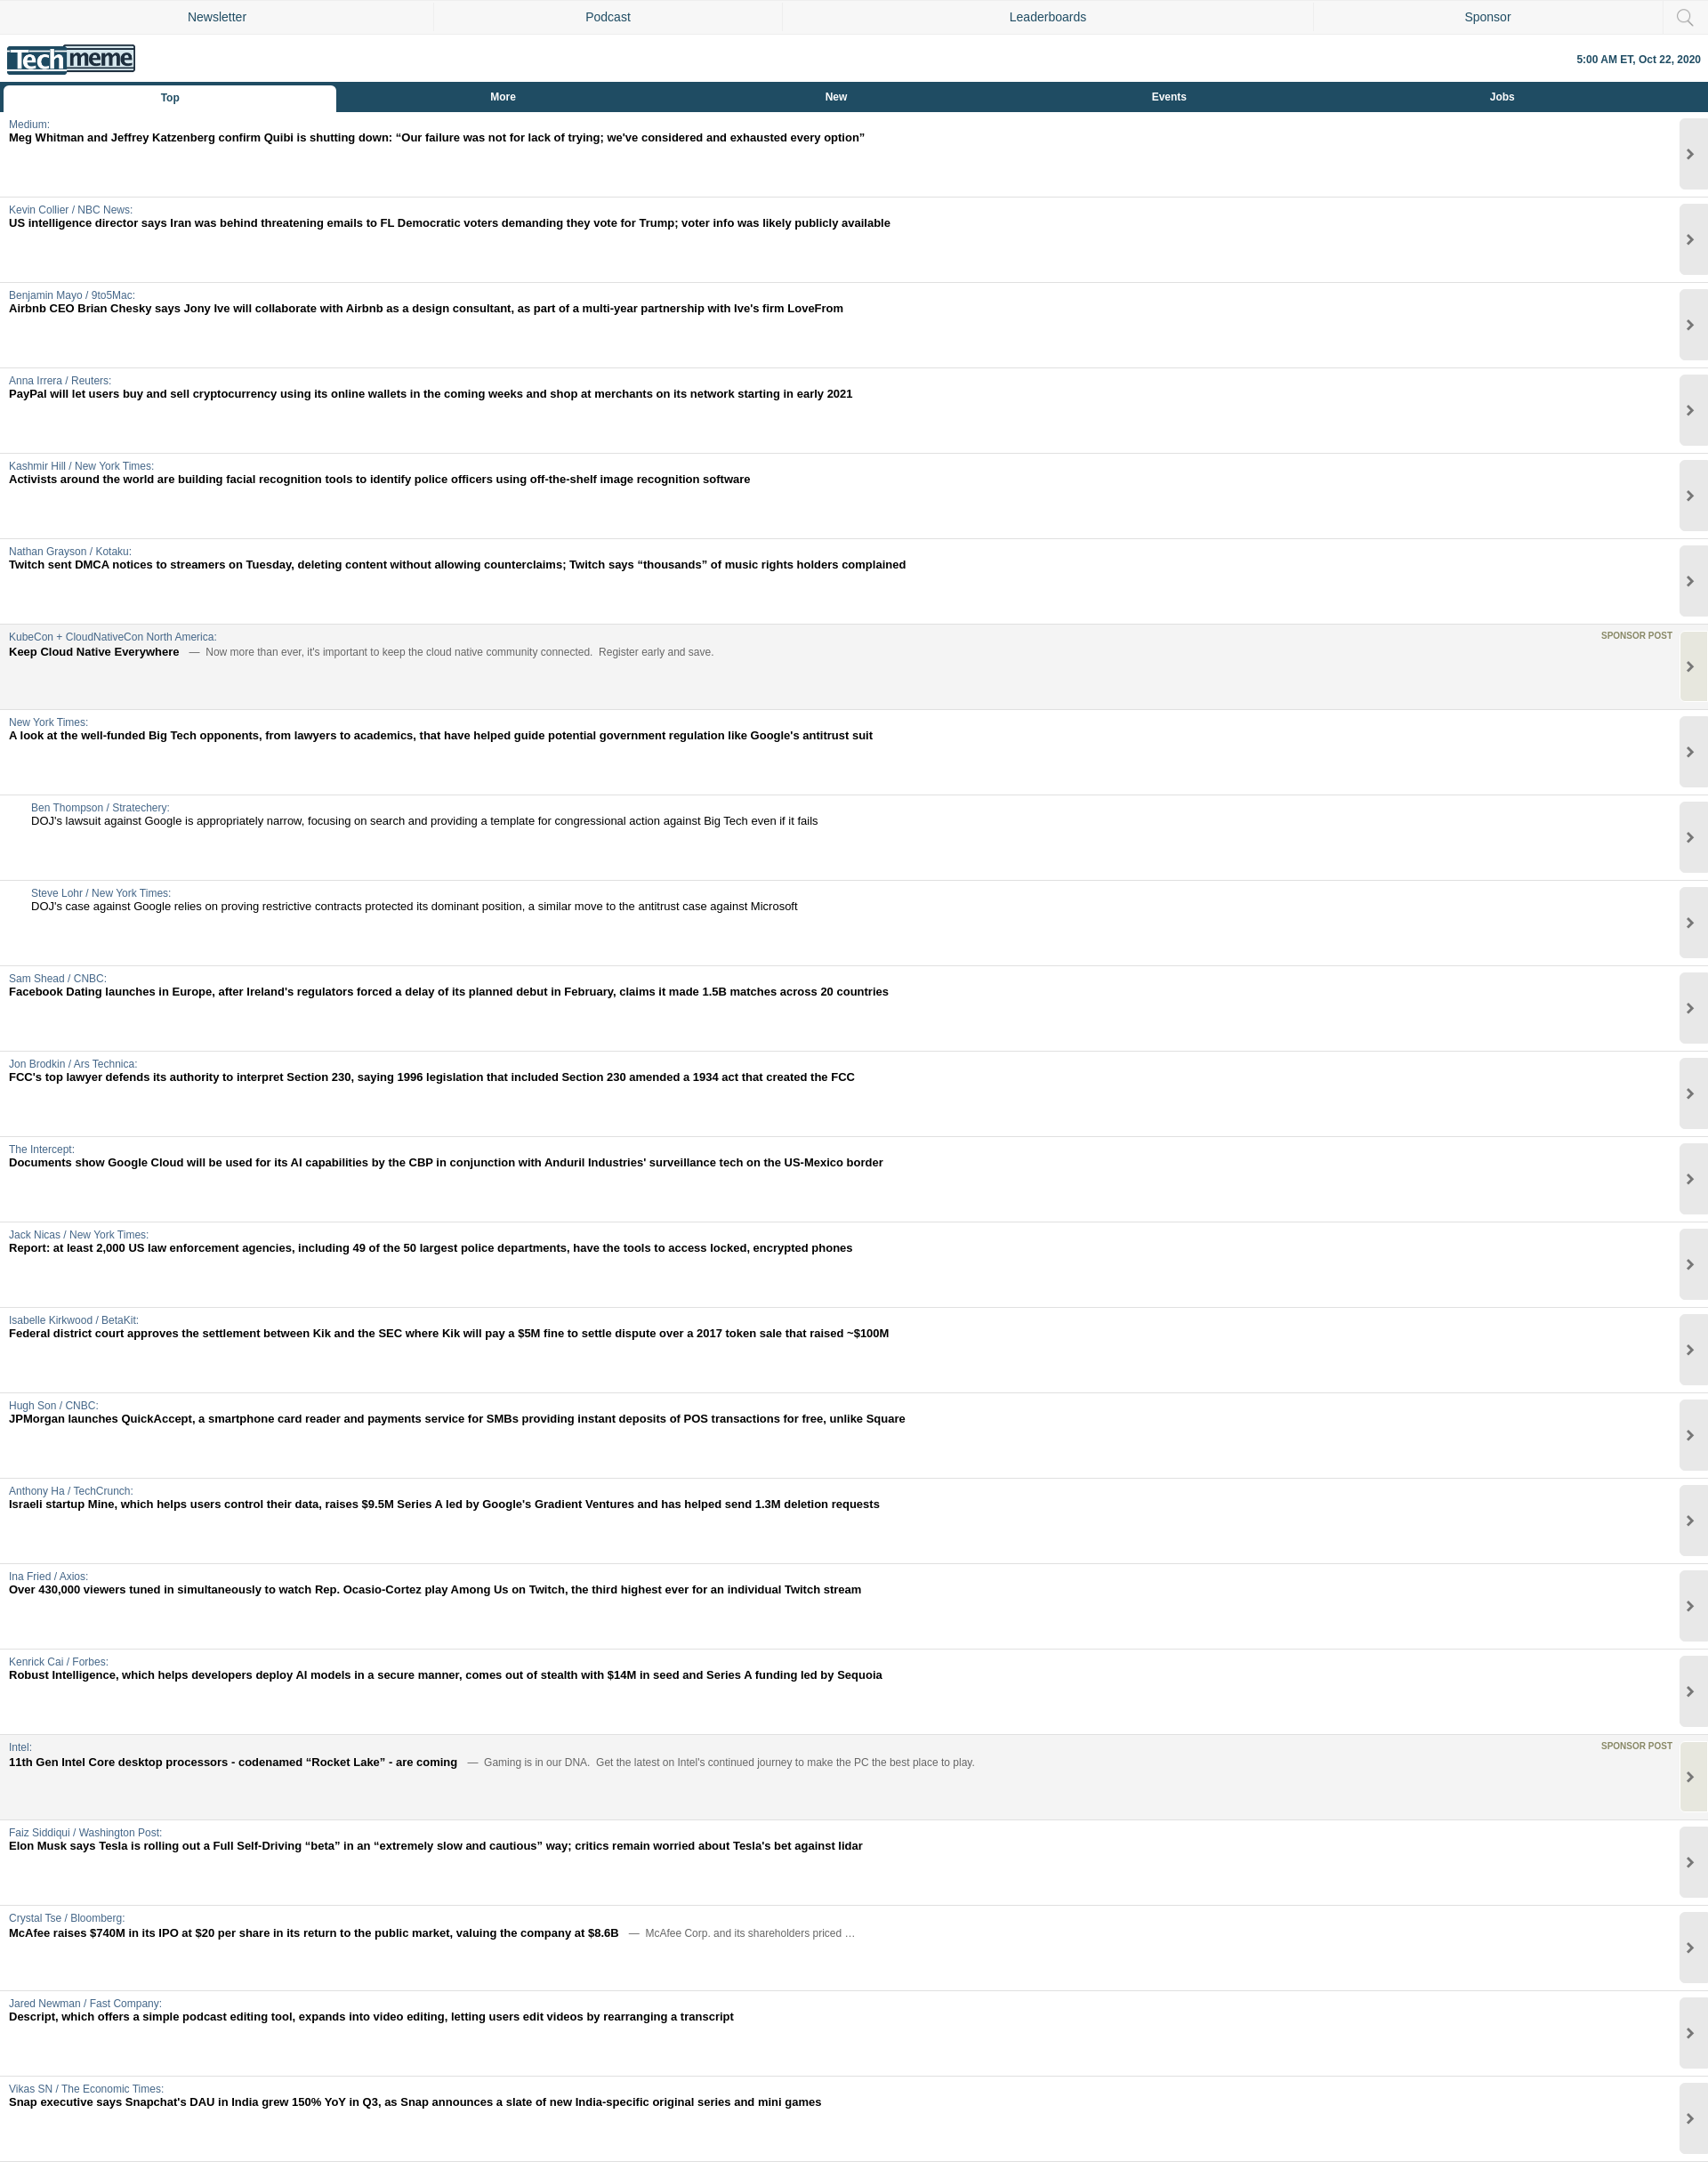 Newsletter
Podcast
Leaderboards
Sponsor
Techmeme
5:00 AM ET, Oct 22, 2020
Top
More
New
Events
Jobs
Medium:
Meg Whitman and Jeffrey Katzenberg confirm Quibi is shutting down: “Our failure was not for lack of trying; we've considered and exhausted every option”
Kevin Collier / NBC News:
US intelligence director says Iran was behind threatening emails to FL Democratic voters demanding they vote for Trump; voter info was likely publicly available
Benjamin Mayo / 9to5Mac:
Airbnb CEO Brian Chesky says Jony Ive will collaborate with Airbnb as a design consultant, as part of a multi-year partnership with Ive's firm LoveFrom
Anna Irrera / Reuters:
PayPal will let users buy and sell cryptocurrency using its online wallets in the coming weeks and shop at merchants on its network starting in early 2021
Kashmir Hill / New York Times:
Activists around the world are building facial recognition tools to identify police officers using off-the-shelf image recognition software
Nathan Grayson / Kotaku:
Twitch sent DMCA notices to streamers on Tuesday, deleting content without allowing counterclaims; Twitch says “thousands” of music rights holders complained
KubeCon + CloudNativeCon North America:
SPONSOR POST
Keep Cloud Native Everywhere — Now more than ever, it's important to keep the cloud native community connected. Register early and save.
New York Times:
A look at the well-funded Big Tech opponents, from lawyers to academics, that have helped guide potential government regulation like Google's antitrust suit
Ben Thompson / Stratechery:
DOJ's lawsuit against Google is appropriately narrow, focusing on search and providing a template for congressional action against Big Tech even if it fails
Steve Lohr / New York Times:
DOJ's case against Google relies on proving restrictive contracts protected its dominant position, a similar move to the antitrust case against Microsoft
Sam Shead / CNBC:
Facebook Dating launches in Europe, after Ireland's regulators forced a delay of its planned debut in February, claims it made 1.5B matches across 20 countries
Jon Brodkin / Ars Technica:
FCC's top lawyer defends its authority to interpret Section 230, saying 1996 legislation that included Section 230 amended a 1934 act that created the FCC
The Intercept:
Documents show Google Cloud will be used for its AI capabilities by the CBP in conjunction with Anduril Industries' surveillance tech on the US-Mexico border
Jack Nicas / New York Times:
Report: at least 2,000 US law enforcement agencies, including 49 of the 50 largest police departments, have the tools to access locked, encrypted phones
Isabelle Kirkwood / BetaKit:
Federal district court approves the settlement between Kik and the SEC where Kik will pay a $5M fine to settle dispute over a 2017 token sale that raised ~$100M
Hugh Son / CNBC:
JPMorgan launches QuickAccept, a smartphone card reader and payments service for SMBs providing instant deposits of POS transactions for free, unlike Square
Anthony Ha / TechCrunch:
Israeli startup Mine, which helps users control their data, raises $9.5M Series A led by Google's Gradient Ventures and has helped send 1.3M deletion requests
Ina Fried / Axios:
Over 430,000 viewers tuned in simultaneously to watch Rep. Ocasio-Cortez play Among Us on Twitch, the third highest ever for an individual Twitch stream
Kenrick Cai / Forbes:
Robust Intelligence, which helps developers deploy AI models in a secure manner, comes out of stealth with $14M in seed and Series A funding led by Sequoia
Intel:
SPONSOR POST
11th Gen Intel Core desktop processors - codenamed “Rocket Lake” - are coming — Gaming is in our DNA. Get the latest on Intel's continued journey to make the PC the best place to play.
Faiz Siddiqui / Washington Post:
Elon Musk says Tesla is rolling out a Full Self-Driving “beta” in an “extremely slow and cautious” way; critics remain worried about Tesla's bet against lidar
Crystal Tse / Bloomberg:
McAfee raises $740M in its IPO at $20 per share in its return to the public market, valuing the company at $8.6B — McAfee Corp. and its shareholders priced …
Jared Newman / Fast Company:
Descript, which offers a simple podcast editing tool, expands into video editing, letting users edit videos by rearranging a transcript
Vikas SN / The Economic Times:
Snap executive says Snapchat's DAU in India grew 150% YoY in Q3, as Snap announces a slate of new India-specific original series and mini games